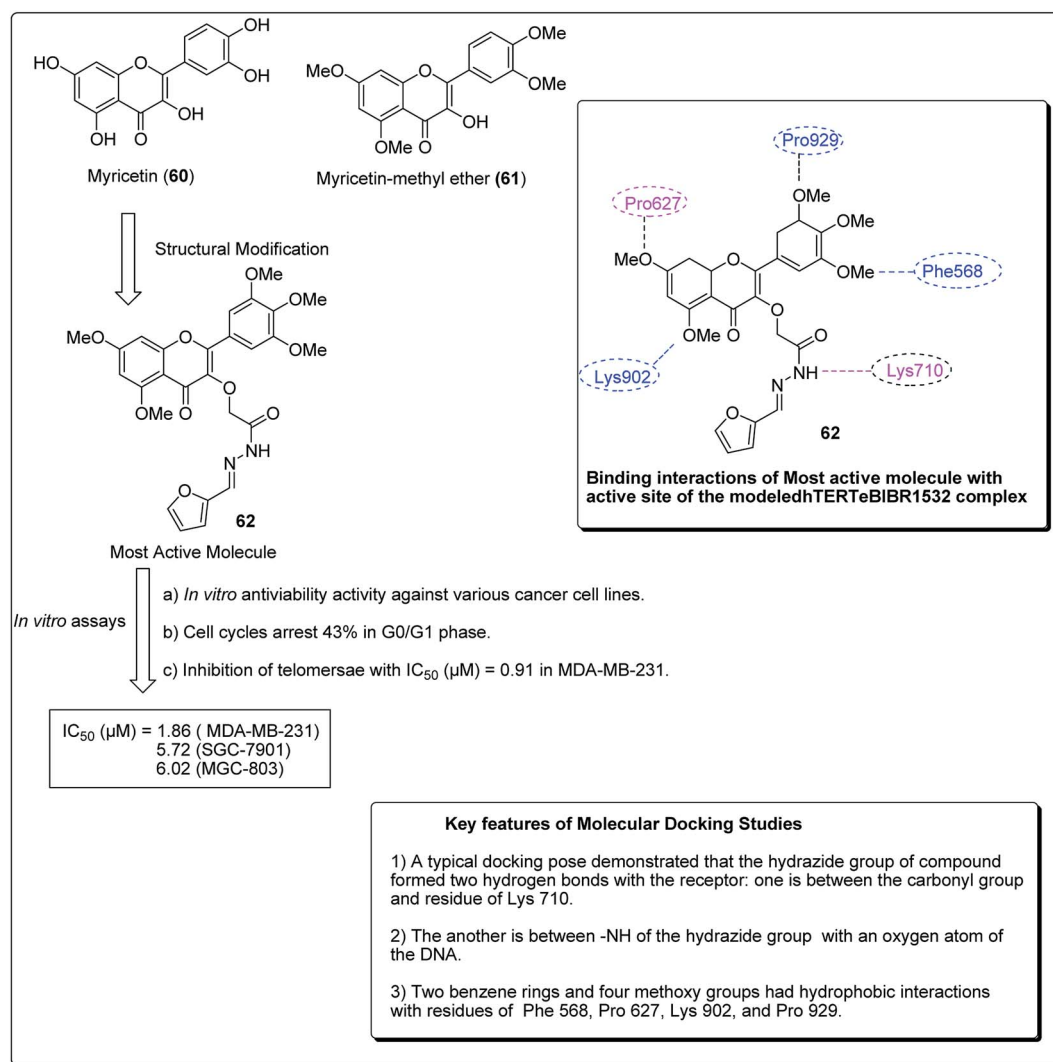 OH
OH
HO
O
OH
OH
O
Myricetin (60)
OMe
OMe
MeO
O
OH
OMe
O
Myricetin-methyl ether (61)
Structural Modification
OMe
OMe
OMe
MeO
O
O
OMe
O
O
NH
N
O
62
Most Active Molecule
In vitro assays
a) In vitro antiviability activity against various cancer cell lines.
b) Cell cycles arrest 43% in G0/G1 phase.
c) Inhibition of telomersae with IC50 (µM) = 0.91 in MDA-MB-231.
IC50 (µM) = 1.86 ( MDA-MB-231)
5.72 (SGC-7901)
6.02 (MGC-803)
Pro929
Pro627
OMe
OMe
MeO
O
OMe
Phe568
O
OMe
O
O
Lys902
NH
Lys710
N
O
62
Binding interactions of Most active molecule with
active site of the modeledhTERTeBIBR1532 complex
Key features of Molecular Docking Studies
1) A typical docking pose demonstrated that the hydrazide group of compound
formed two hydrogen bonds with the receptor: one is between the carbonyl group
and residue of Lys 710.
2) The another is between -NH of the hydrazide group with an oxygen atom of
the DNA.
3) Two benzene rings and four methoxy groups had hydrophobic interactions
with residues of Phe 568, Pro 627, Lys 902, and Pro 929.